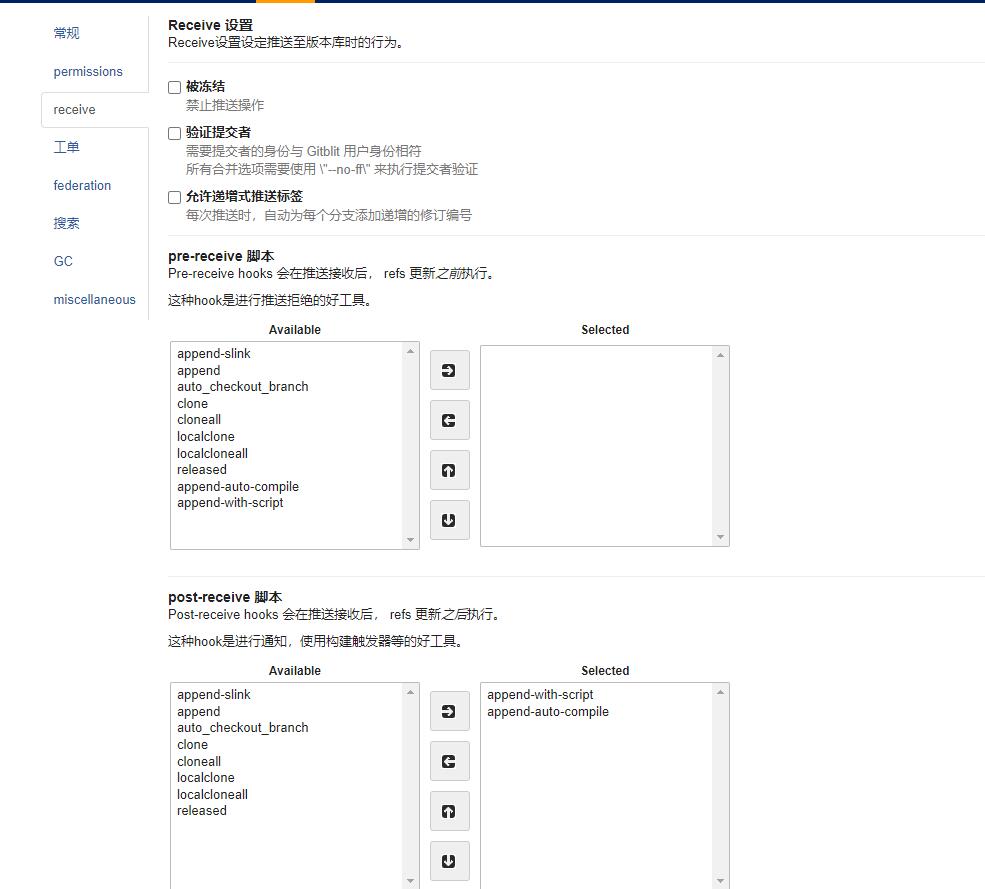 常规
permissions
receive
工单
federation
搜索
GC
miscellaneous
Receive 设置
Receive设置设定推送至版本库时的行为。
被冻结
禁止推送操作
验证提交者
需要提交者的身份与 Gitblit 用户身份相符
所有合并选项需要使用 \"--no-ff\" 来执行提交者验证
允许递增式推送标签
每次推送时，自动为每个分支添加递增的修订编号
pre-receive 脚本
Pre-receive hooks 会在推送接收后， refs 更新之前执行。
这种hook是进行推送拒绝的好工具。
Available
append-slink
append
auto_checkout_branch
clone
cloneall
localclone
localcloneall
released
append-auto-compile
append-with-script
Selected
post-receive 脚本
Post-receive hooks 会在推送接收后， refs 更新之后执行。
这种hook是进行通知，使用构建触发器等的好工具。
Available
append-slink
append
auto_checkout_branch
clone
cloneall
localclone
localcloneall
released
Selected
append-with-script
append-auto-compile